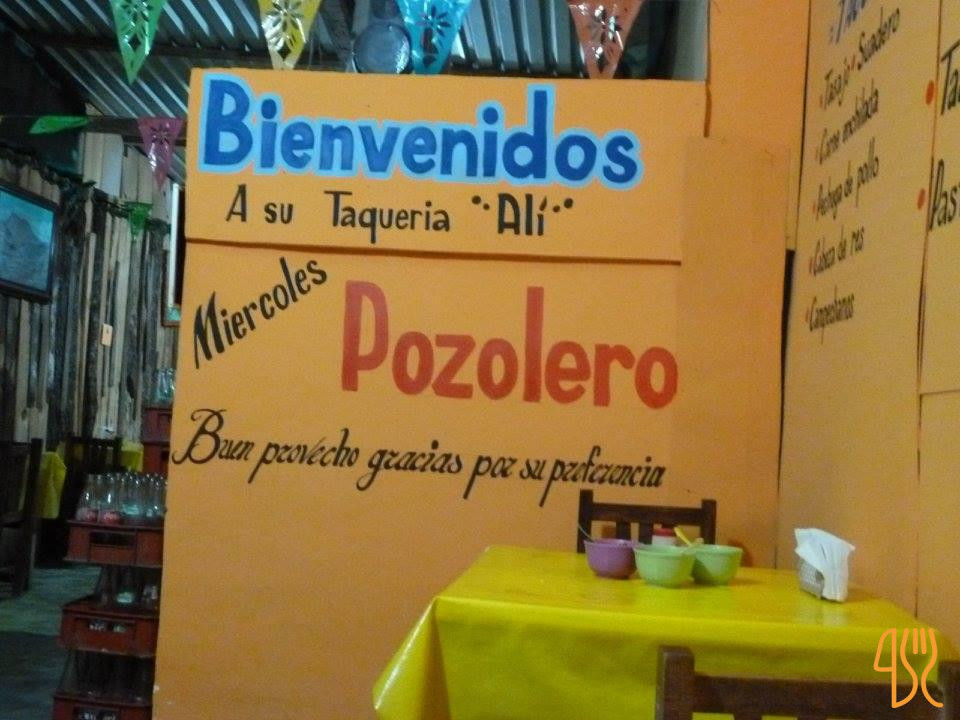 Bienvenidos
A su Taqueria "Alí"
Miercoles
Pozolero
Buen provecho gracias por su preferencia
Tasajo Suadero
Carne enchilada
Pechuga de pollo
Cabeza de res
Campechanos